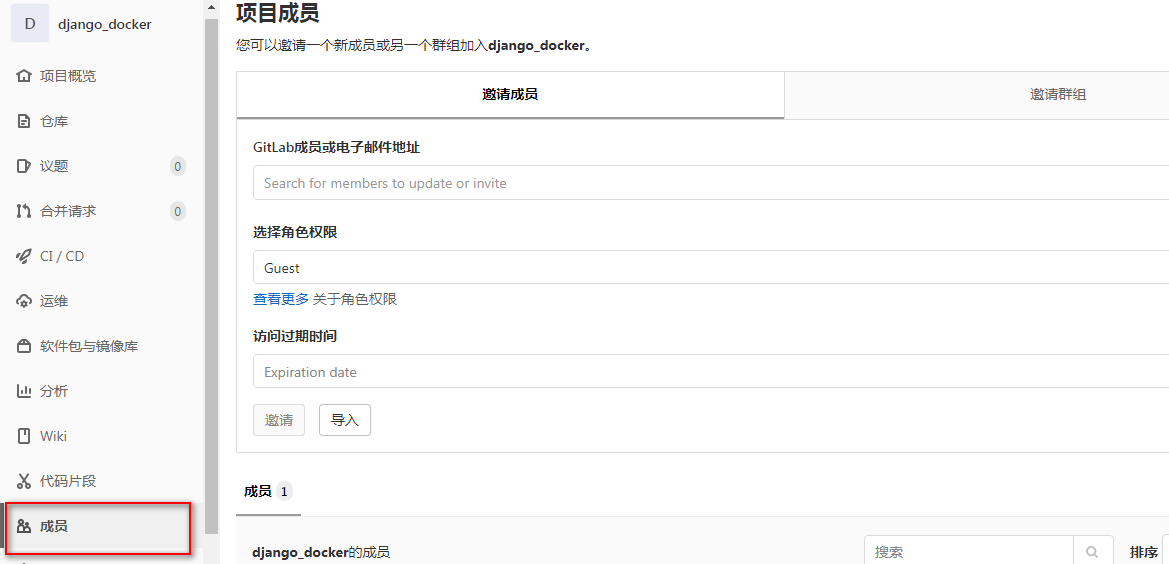 D django_docker
项目概览
仓库
议题 0
合并请求 0
CI / CD
运维
软件包与镜像库
分析
Wiki
代码片段
成员
项目成员
您可以邀请一个新成员或另一个群组加入django_docker。
邀请成员 邀请群组
GitLab成员或电子邮件地址
Search for members to update or invite
选择角色权限
Guest
查看更多 关于角色权限
访问过期时间
Expiration date
邀请 导入
成员 1
django_docker的成员 搜索 排序